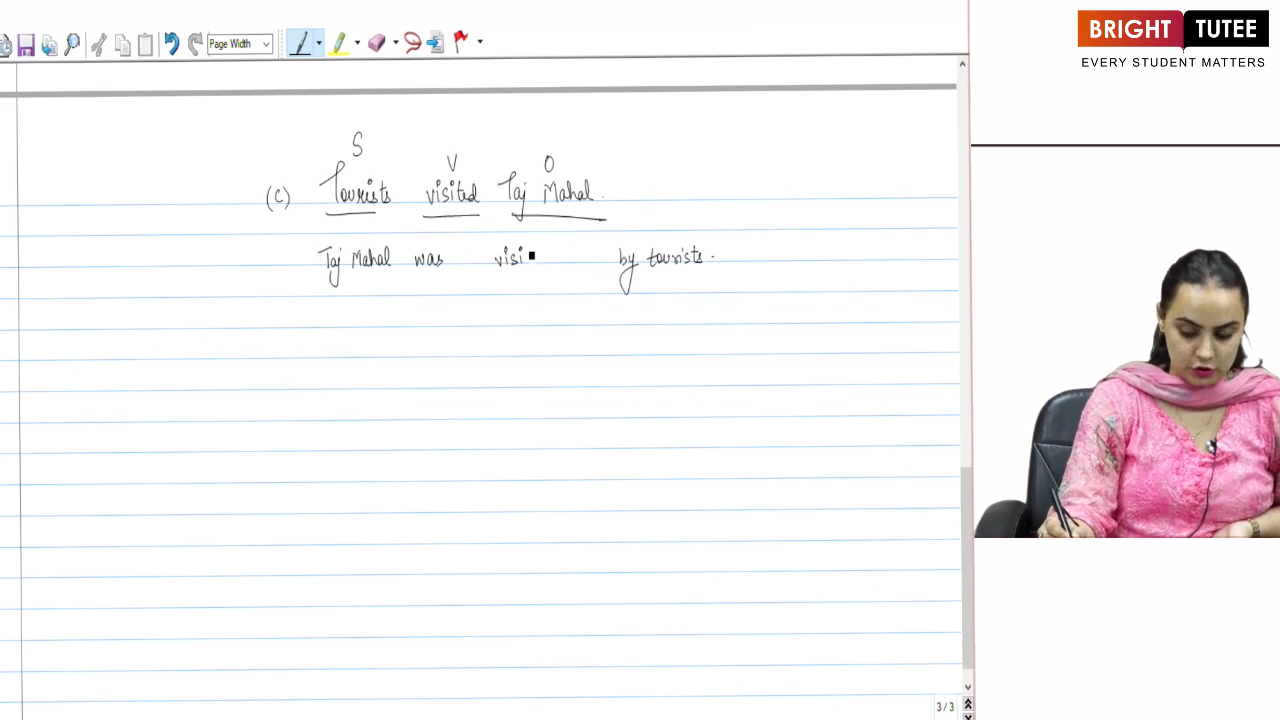 Page Width
BRIGHT TUTEE
EVERY STUDENT MATTERS
S
V O
(C) Tourists visited Taj Mahal.
Taj Mahal was visi by tourists.
3/3